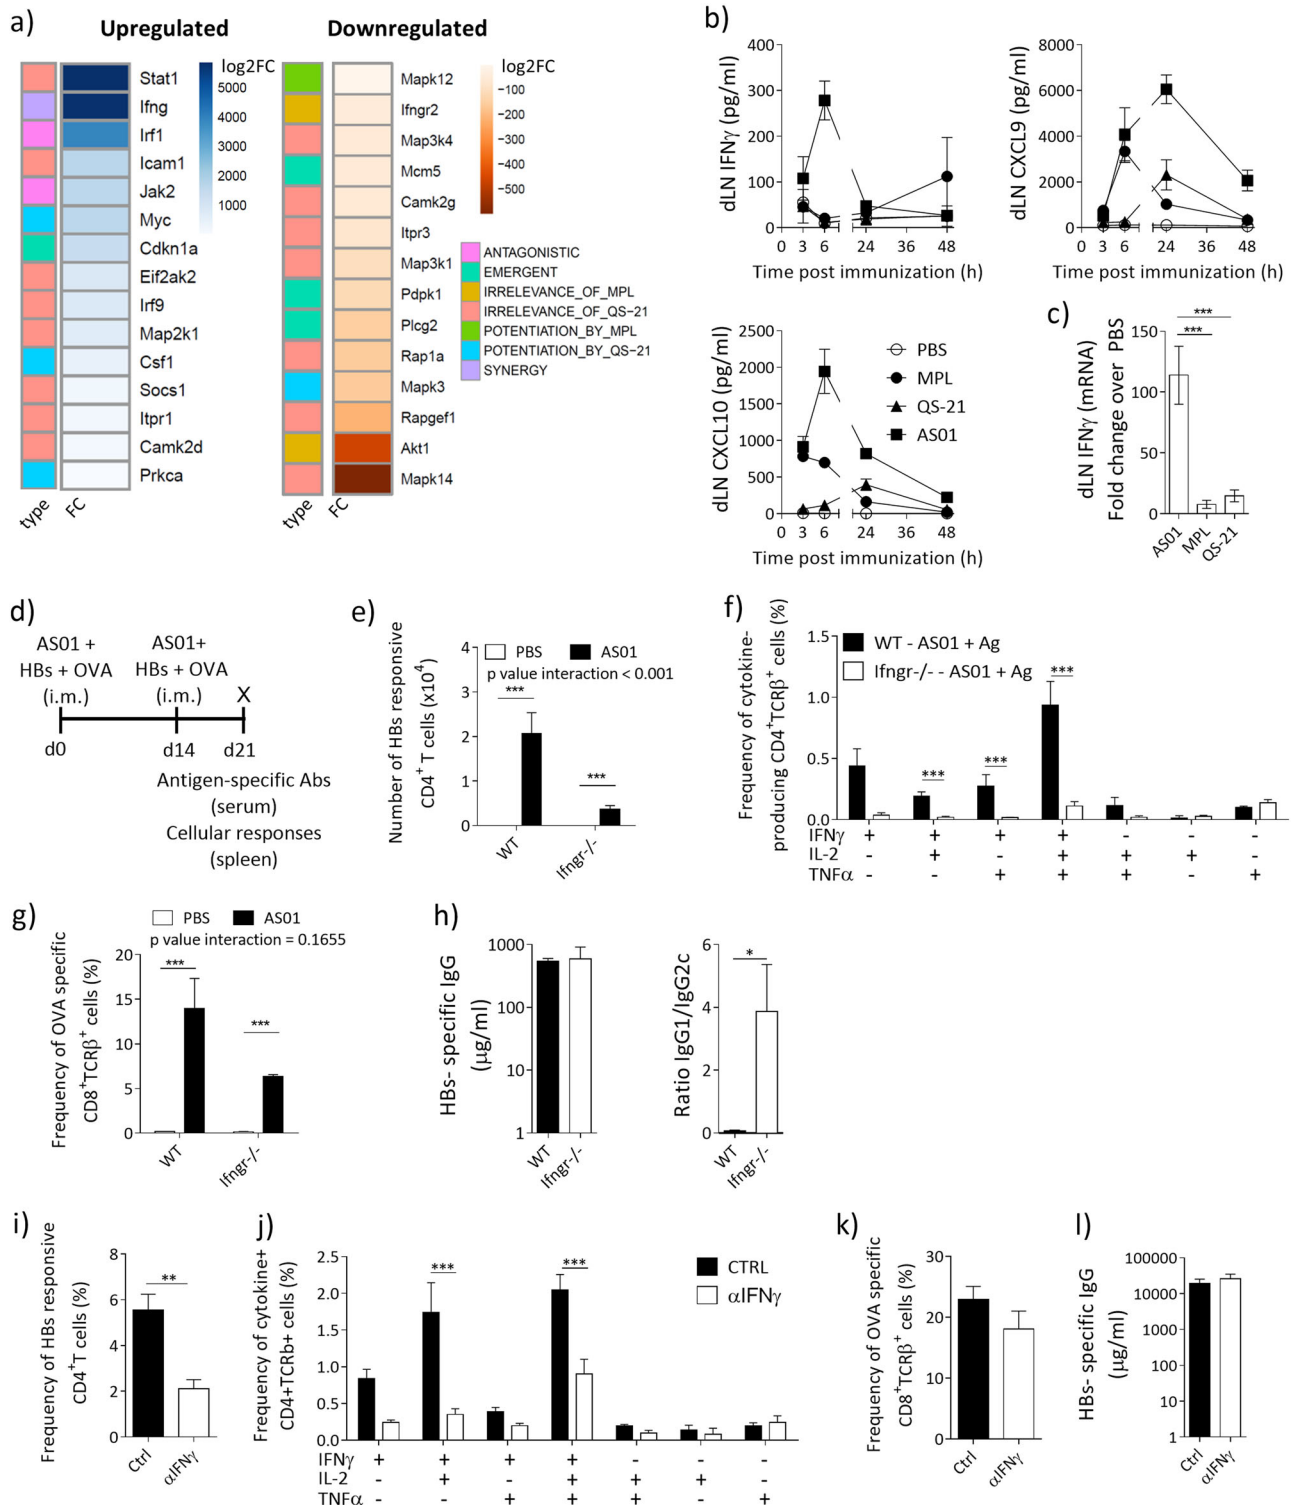 a)
Upregulated
Downregulated
log2FC
5000
4000
3000
2000
1000
Stat1
Ifng
Irf1
Icam1
Jak2
Myc
Cdkn1a
Eif2ak2
Irf9
Map2k1
Csf1
Socs1
Itpr1
Camk2d
Prkca
type
FC
log2FC
−100
−200
−300
−400
−500
Mapk12
Ifngr2
Map3k4
Mcm5
Camk2g
Itpr3
Map3k1
Pdpk1
Plcg2
Rap1a
Mapk3
Rapgef1
Akt1
Mapk14
type
FC
ANTAGONISTIC
EMERGENT
IRRELEVANCE_OF_MPL
IRRELEVANCE_OF_QS−21
POTENTIATION_BY_MPL
POTENTIATION_BY_QS−21
SYNERGY
b)
dLN IFNγ (pg/ml)
400
300
200
100
0
0 3 6 24 36 48
Time post immunization (h)
dLN CXCL9 (pg/ml)
8000
6000
4000
2000
0
0 3 6 24 36 48
Time post immunization (h)
dLN CXCL10 (pg/ml)
2500
2000
1500
1000
500
0
0 3 6 24 36 48
Time post immunization (h)
PBS
MPL
QS-21
AS01
c)
dLN IFNγ (mRNA)
Fold change over PBS
150
100
50
0
***
***
AS01
MPL
QS-21
d)
AS01 +
HBs + OVA
(i.m.)
AS01+
HBs + OVA
(i.m.)
X
d0
d14
d21
Antigen-specific Abs
(serum)
Cellular responses
(spleen)
e)
Number of HBs responsive
CD4+ T cells (x10^4)
PBS
AS01
p value interaction < 0.001
4
3
2
1
0
***
***
WT
Ifngr-/-
f)
Frequency of cytokine-
producing CD4+TCRβ+ cells (%)
1.5
1.0
0.5
0.0
WT - AS01 + Ag
Ifngr-/- - AS01 + Ag
***
***
***
IFNγ + + + + - - -
IL-2 - + - + + + -
TNFα - - + + + - +
g)
PBS
AS01
p value interaction = 0.1655
Frequency of OVA specific
CD8+TCRβ+ cells (%)
20
15
10
5
0
***
***
WT
Ifngr-/-
h)
HBs- specific IgG
(μg/ml)
1000
100
10
1
WT
Ifngr-/-
Ratio IgG1/IgG2c
6
4
2
0
*
WT
Ifngr-/-
i)
Frequency of HBs responsive
CD4+T cells (%)
8
6
4
2
0
**
Ctrl
αIFNγ
j)
Frequency of cytokine+
CD4+TCRb+ cells (%)
2.5
2.0
1.5
1.0
0.5
0.0
***
***
CTRL
αIFNγ
IFNγ + + + + - - -
IL-2 - + - + + + -
TNFα - - + + + - +
k)
Frequency of OVA specific
CD8+TCRβ+ cells (%)
30
20
10
0
Ctrl
αIFNγ
l)
HBs- specific IgG
(μg/ml)
100000
10000
1000
100
10
1
Ctrl
αIFNγ